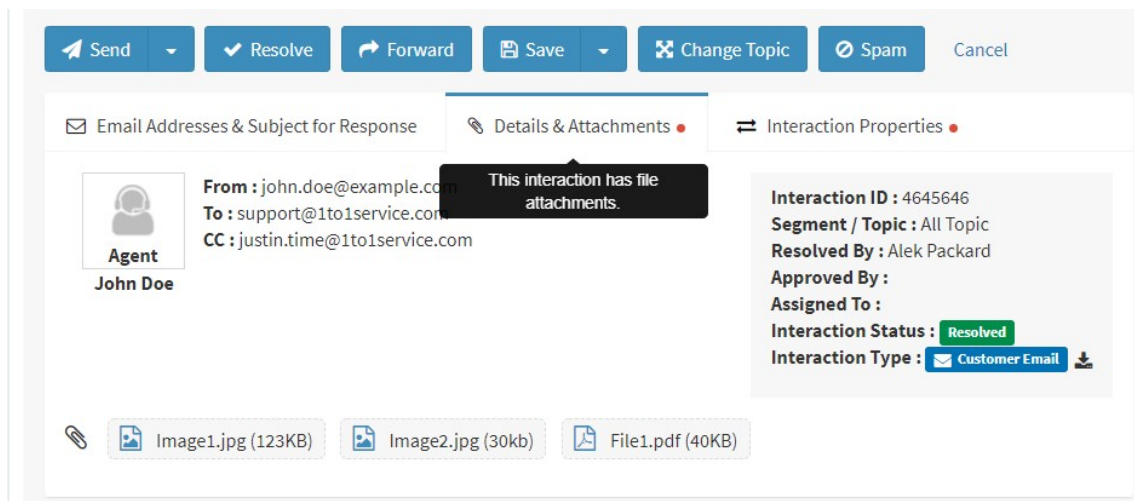 Send Resolve Forward Save Change Topic Spam Cancel
Email Addresses & Subject for Response Details & Attachments Interaction Properties
This interaction has file
attachments.
From : john.doe@example.com
To : support@1to1service.com
CC : justin.time@1to1service.com
Agent
John Doe
Interaction ID : 4645646
Segment / Topic : All Topic
Resolved By : Alek Packard
Approved By :
Assigned To :
Interaction Status : Resolved
Interaction Type : Customer Email
Image1.jpg (123KB) Image2.jpg (30kb) File1.pdf (40KB)